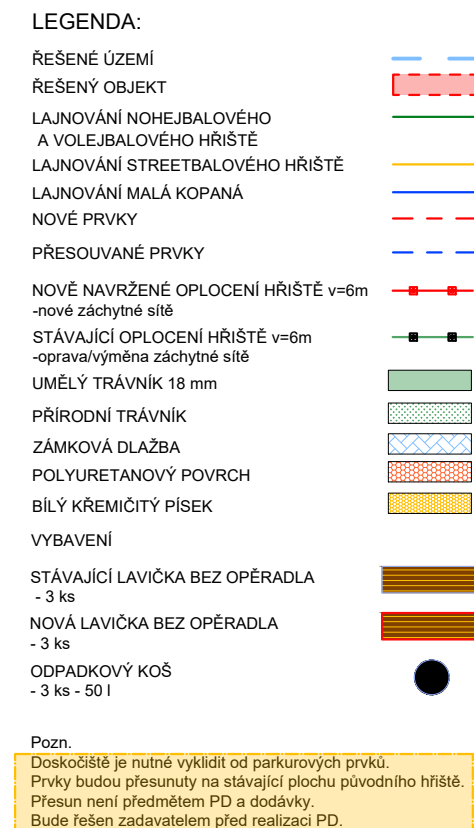 LEGENDA:
ŘEŠENÉ ÚZEMÍ
ŘEŠENÝ OBJEKT
LAJNOVÁNÍ NOHEJBALOVÉHO
A VOLEJBALOVÉHO HŘIŠTĚ
LAJNOVÁNÍ STREETBALOVÉHO HŘIŠTĚ
LAJNOVÁNÍ MALÁ KOPANÁ
NOVÉ PRVKY
PŘESOUVANÉ PRVKY
NOVĚ NAVRŽENÉ OPLOCENÍ HŘIŠTĚ v=6m
-nové záchytné sítě
STÁVAJÍCÍ OPLOCENÍ HŘIŠTĚ v=6m
-oprava/výměna záchytné sítě
UMĚLÝ TRÁVNÍK 18 mm
PŘÍRODNÍ TRÁVNÍK
ZÁMKOVÁ DLAŽBA
POLYURETANOVÝ POVRCH
BÍLÝ KŘEMIČITÝ PÍSEK
VYBAVENÍ
STÁVAJÍCÍ LAVIČKA BEZ OPĚRADLA
- 3 ks
NOVÁ LAVIČKA BEZ OPĚRADLA
- 3 ks
ODPADKOVÝ KOŠ
- 3 ks - 50 l
Pozn.
Doskočiště je nutné vyklidit od parkurových prvků.
Prvky budou přesunuty na stávající plochu původního hřiště.
Přesun není předmětem PD a dodávky.
Bude řešen zadavatelem před realizaci PD.